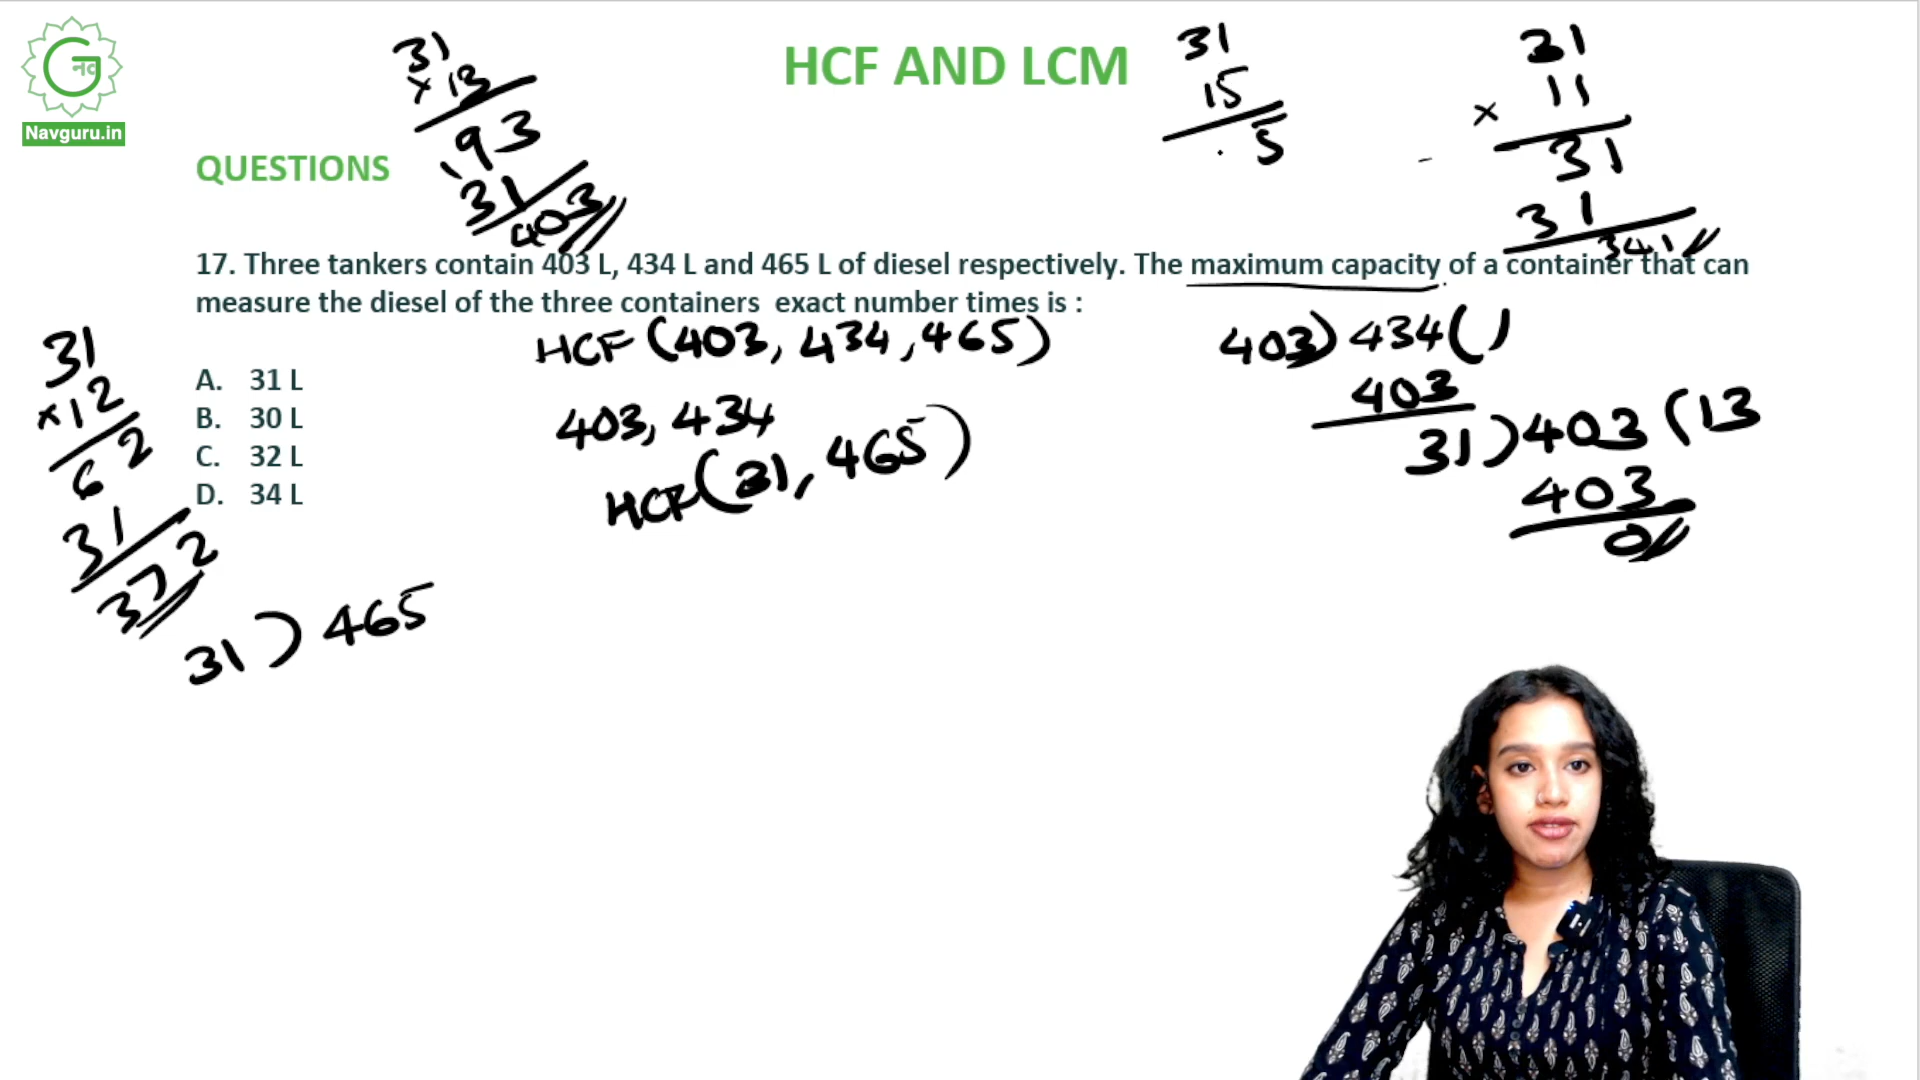 नव
Navguru.in
HCF AND LCM
QUESTIONS
31
× 13
93
31
403
31
15
5
31
× 11
31
31
341
17. Three tankers contain 403 L, 434 L and 465 L of diesel respectively. The maximum capacity of a container that can
measure the diesel of the three containers exact number times is :
HCF (403, 434, 465)
403) 434 (1
403
31) 403 (13
403
0
A. 31 L
B. 30 L
C. 32 L
D. 34 L
403, 434
HCF (31, 465)
31
×12
62
31
372
31) 465